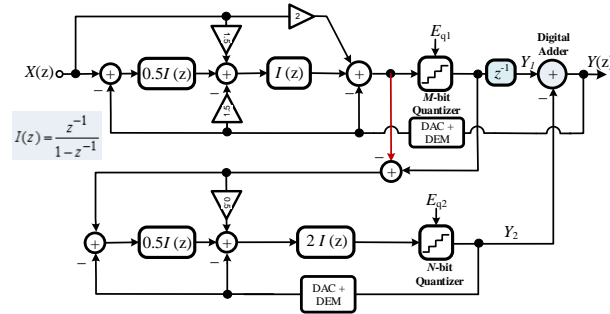 2
E_q1
Digital
Adder
1.5
X(z)
0.5I (z)
I (z)
z^{-1}
Y_1
Y(z)
1.5
M-bit
Quantizer
DAC +
DEM
I(z) = \frac{z^{-1}}{1 - z^{-1}}
0.5
E_q2
0.5I (z)
2 I (z)
Y_2
N-bit
Quantizer
DAC +
DEM